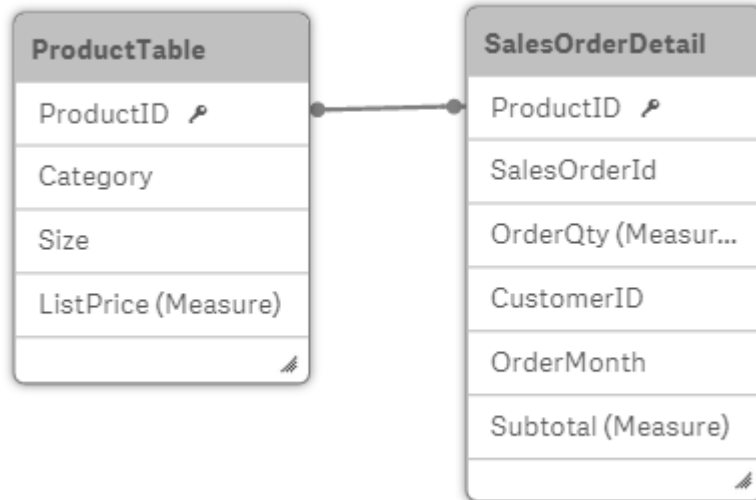 ProductTable
ProductID
Category
Size
ListPrice (Measure)
SalesOrderDetail
ProductID
SalesOrderId
OrderQty (Measur...
CustomerID
OrderMonth
Subtotal (Measure)